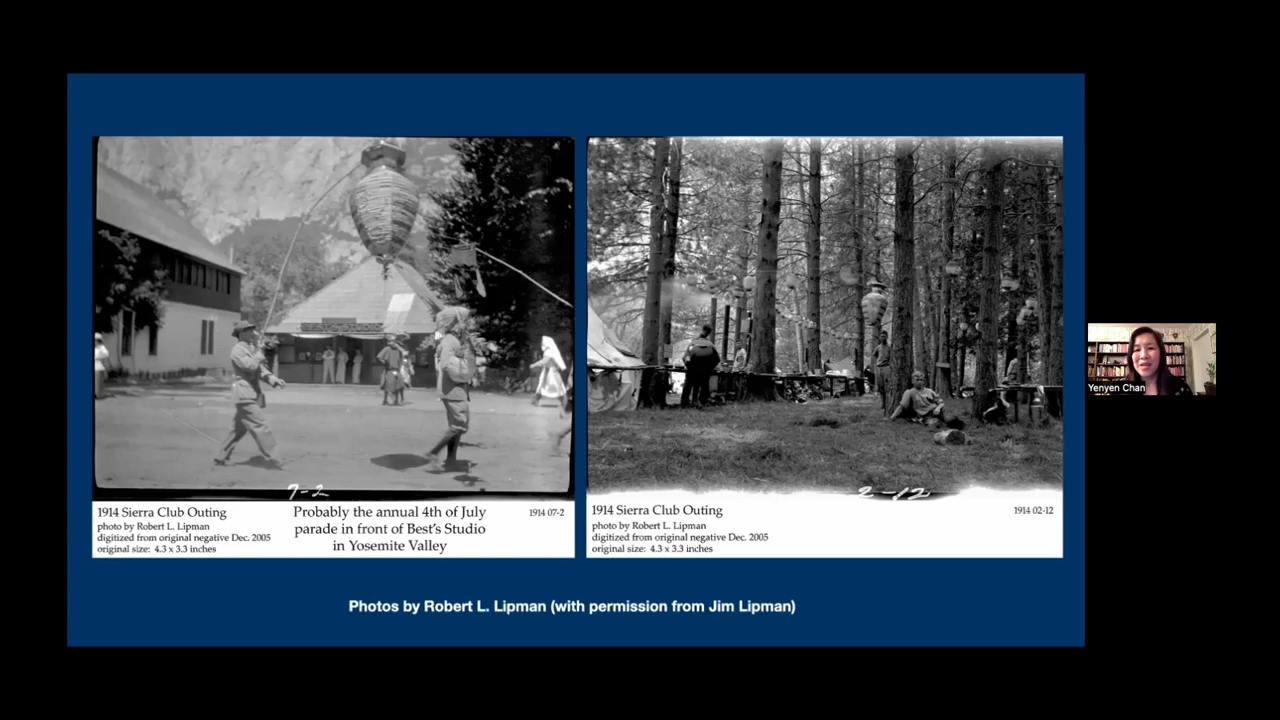 7-2
1914 Sierra Club Outing
photo by Robert L. Lipman
digitized from original negative Dec. 2005
original size: 4.3 x 3.3 inches
Probably the annual 4th of July
parade in front of Best's Studio
in Yosemite Valley
1914 07-2
2-12
1914 Sierra Club Outing
photo by Robert L. Lipman
digitized from original negative Dec. 2005
original size: 4.3 x 3.3 inches
1914 02-12
Photos by Robert L. Lipman (with permission from Jim Lipman)
Yenyen Chan